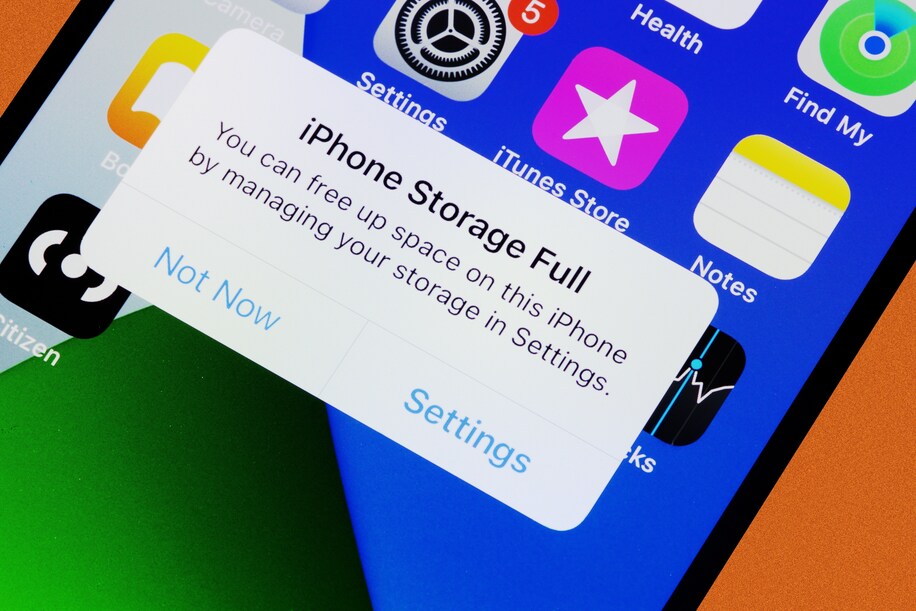 Camera
5
Health
Settings
Find My
iPhone Storage Full
You can free up space on this iPhone
by managing your storage in Settings.
iTunes Store
Notes
Not Now
Settings
Citizen